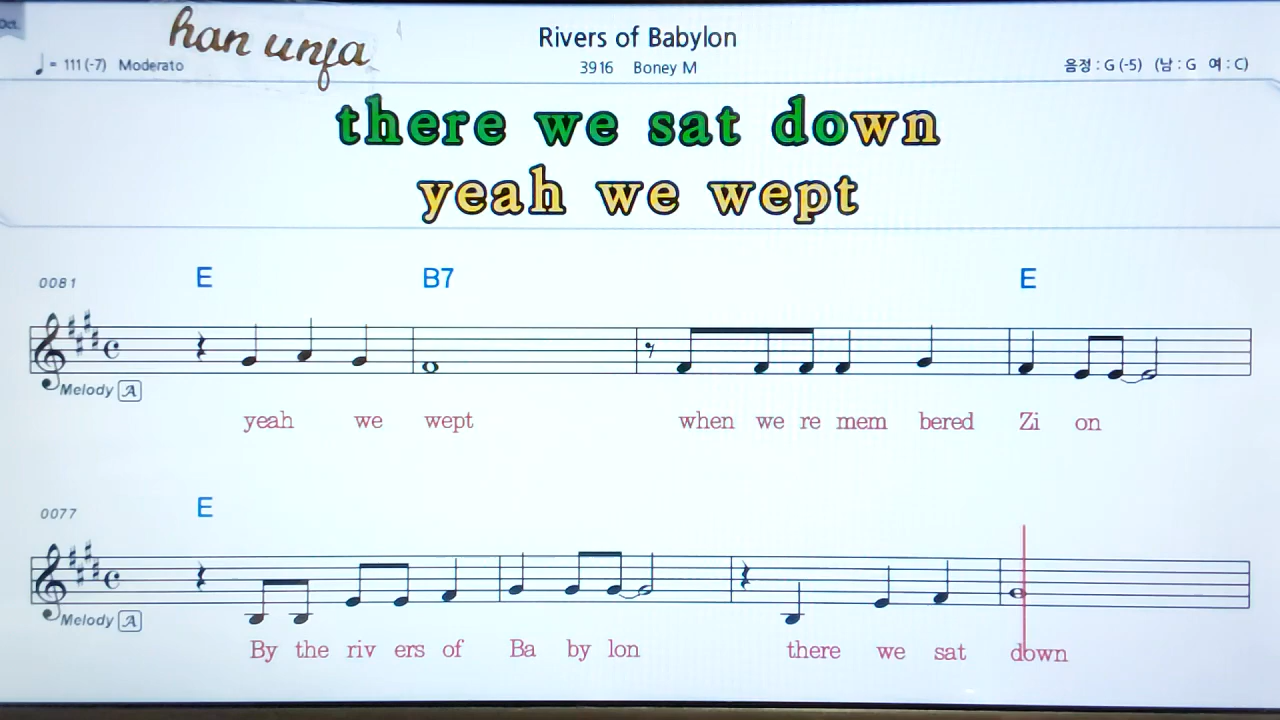 Oct.
han unfa
Rivers of Babylon
♩ = 111 (-7) Moderato
3916 Boney M
음정 : G (-5) (남 : G 여 : C)
there we sat down
yeah we wept
0081
E B7 E
Melody A
yeah we wept when we re mem bered Zi on
0077
E
Melody A
By the riv ers of Ba by lon there we sat down